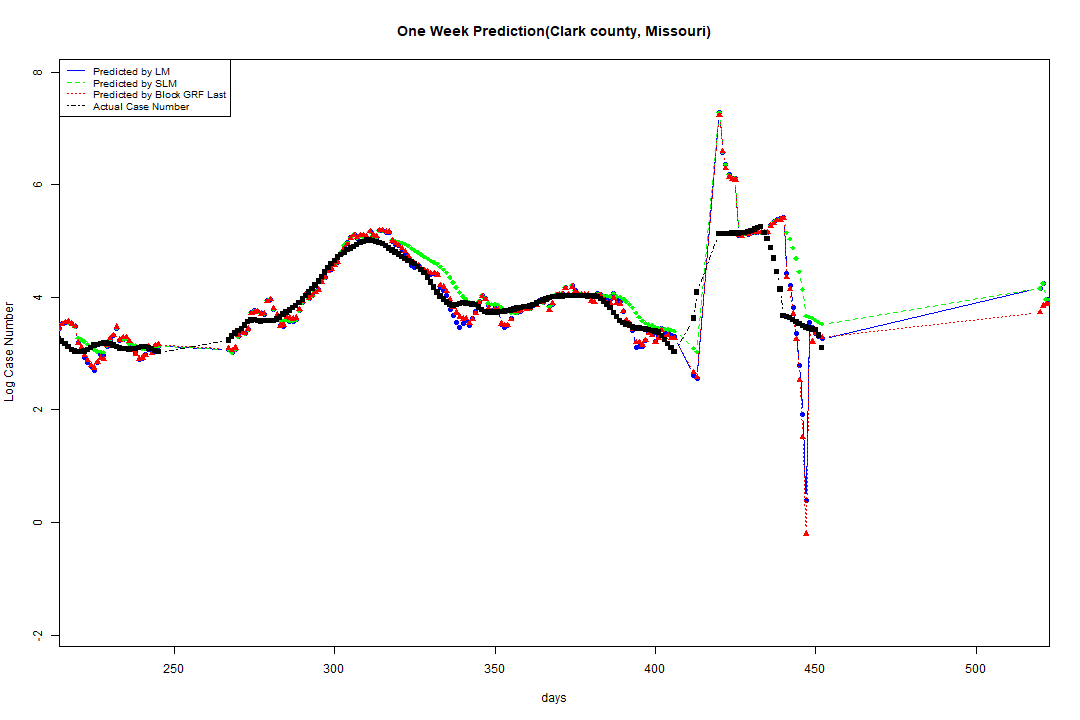 One Week Prediction(Clark county, Missouri)
Predicted by LM
Predicted by SLM
Predicted by Block GRF Last
Actual Case Number
8
6
4
2
0
-2
Log Case Number
250
300
350
400
450
500
days